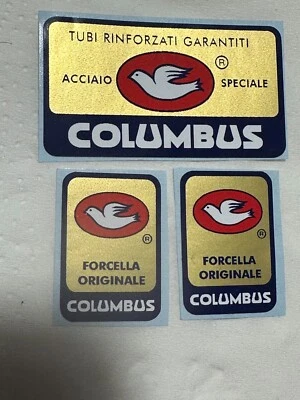 TUBI RINFORZATI GARANTITI
®
ACCIAIO SPECIALE
COLUMBUS
®
FORCELLA
ORIGINALE
COLUMBUS
®
FORCELLA
ORIGINALE
COLUMBUS